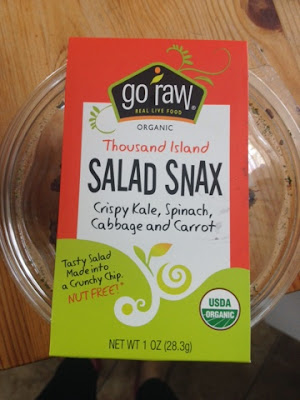 go raw®
REAL LIVE FOOD
ORGANIC
Thousand Island
SALAD SNAX
Crispy Kale, Spinach,
Cabbage and Carrot
Tasty Salad
Made into
a Crunchy Chip.
NUT FREE?*
USDA
ORGANIC
NET WT 1 OZ (28.3g)